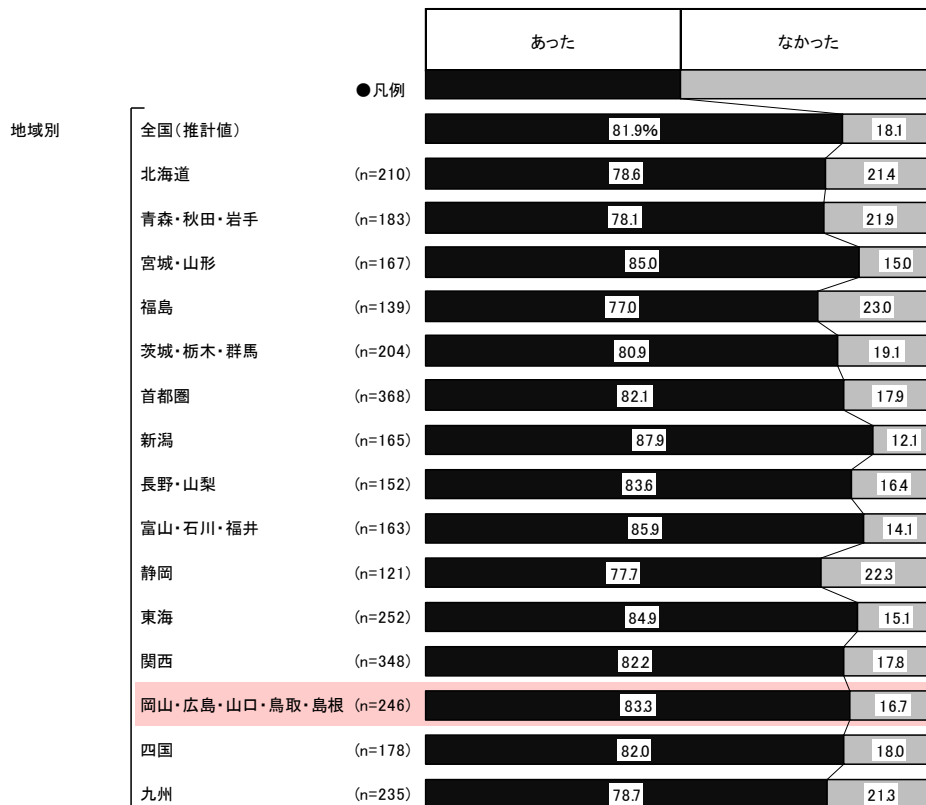 あった なかった
●凡例
地域別 全国(推計値) 81.9% 18.1
北海道 (n=210) 78.6 21.4
青森・秋田・岩手 (n=183) 78.1 21.9
宮城・山形 (n=167) 85.0 15.0
福島 (n=139) 77.0 23.0
茨城・栃木・群馬 (n=204) 80.9 19.1
首都圏 (n=368) 82.1 17.9
新潟 (n=165) 87.9 12.1
長野・山梨 (n=152) 83.6 16.4
富山・石川・福井 (n=163) 85.9 14.1
静岡 (n=121) 77.7 22.3
東海 (n=252) 84.9 15.1
関西 (n=348) 82.2 17.8
岡山・広島・山口・鳥取・島根 (n=246) 83.3 16.7
四国 (n=178) 82.0 18.0
九州 (n=235) 78.7 21.3